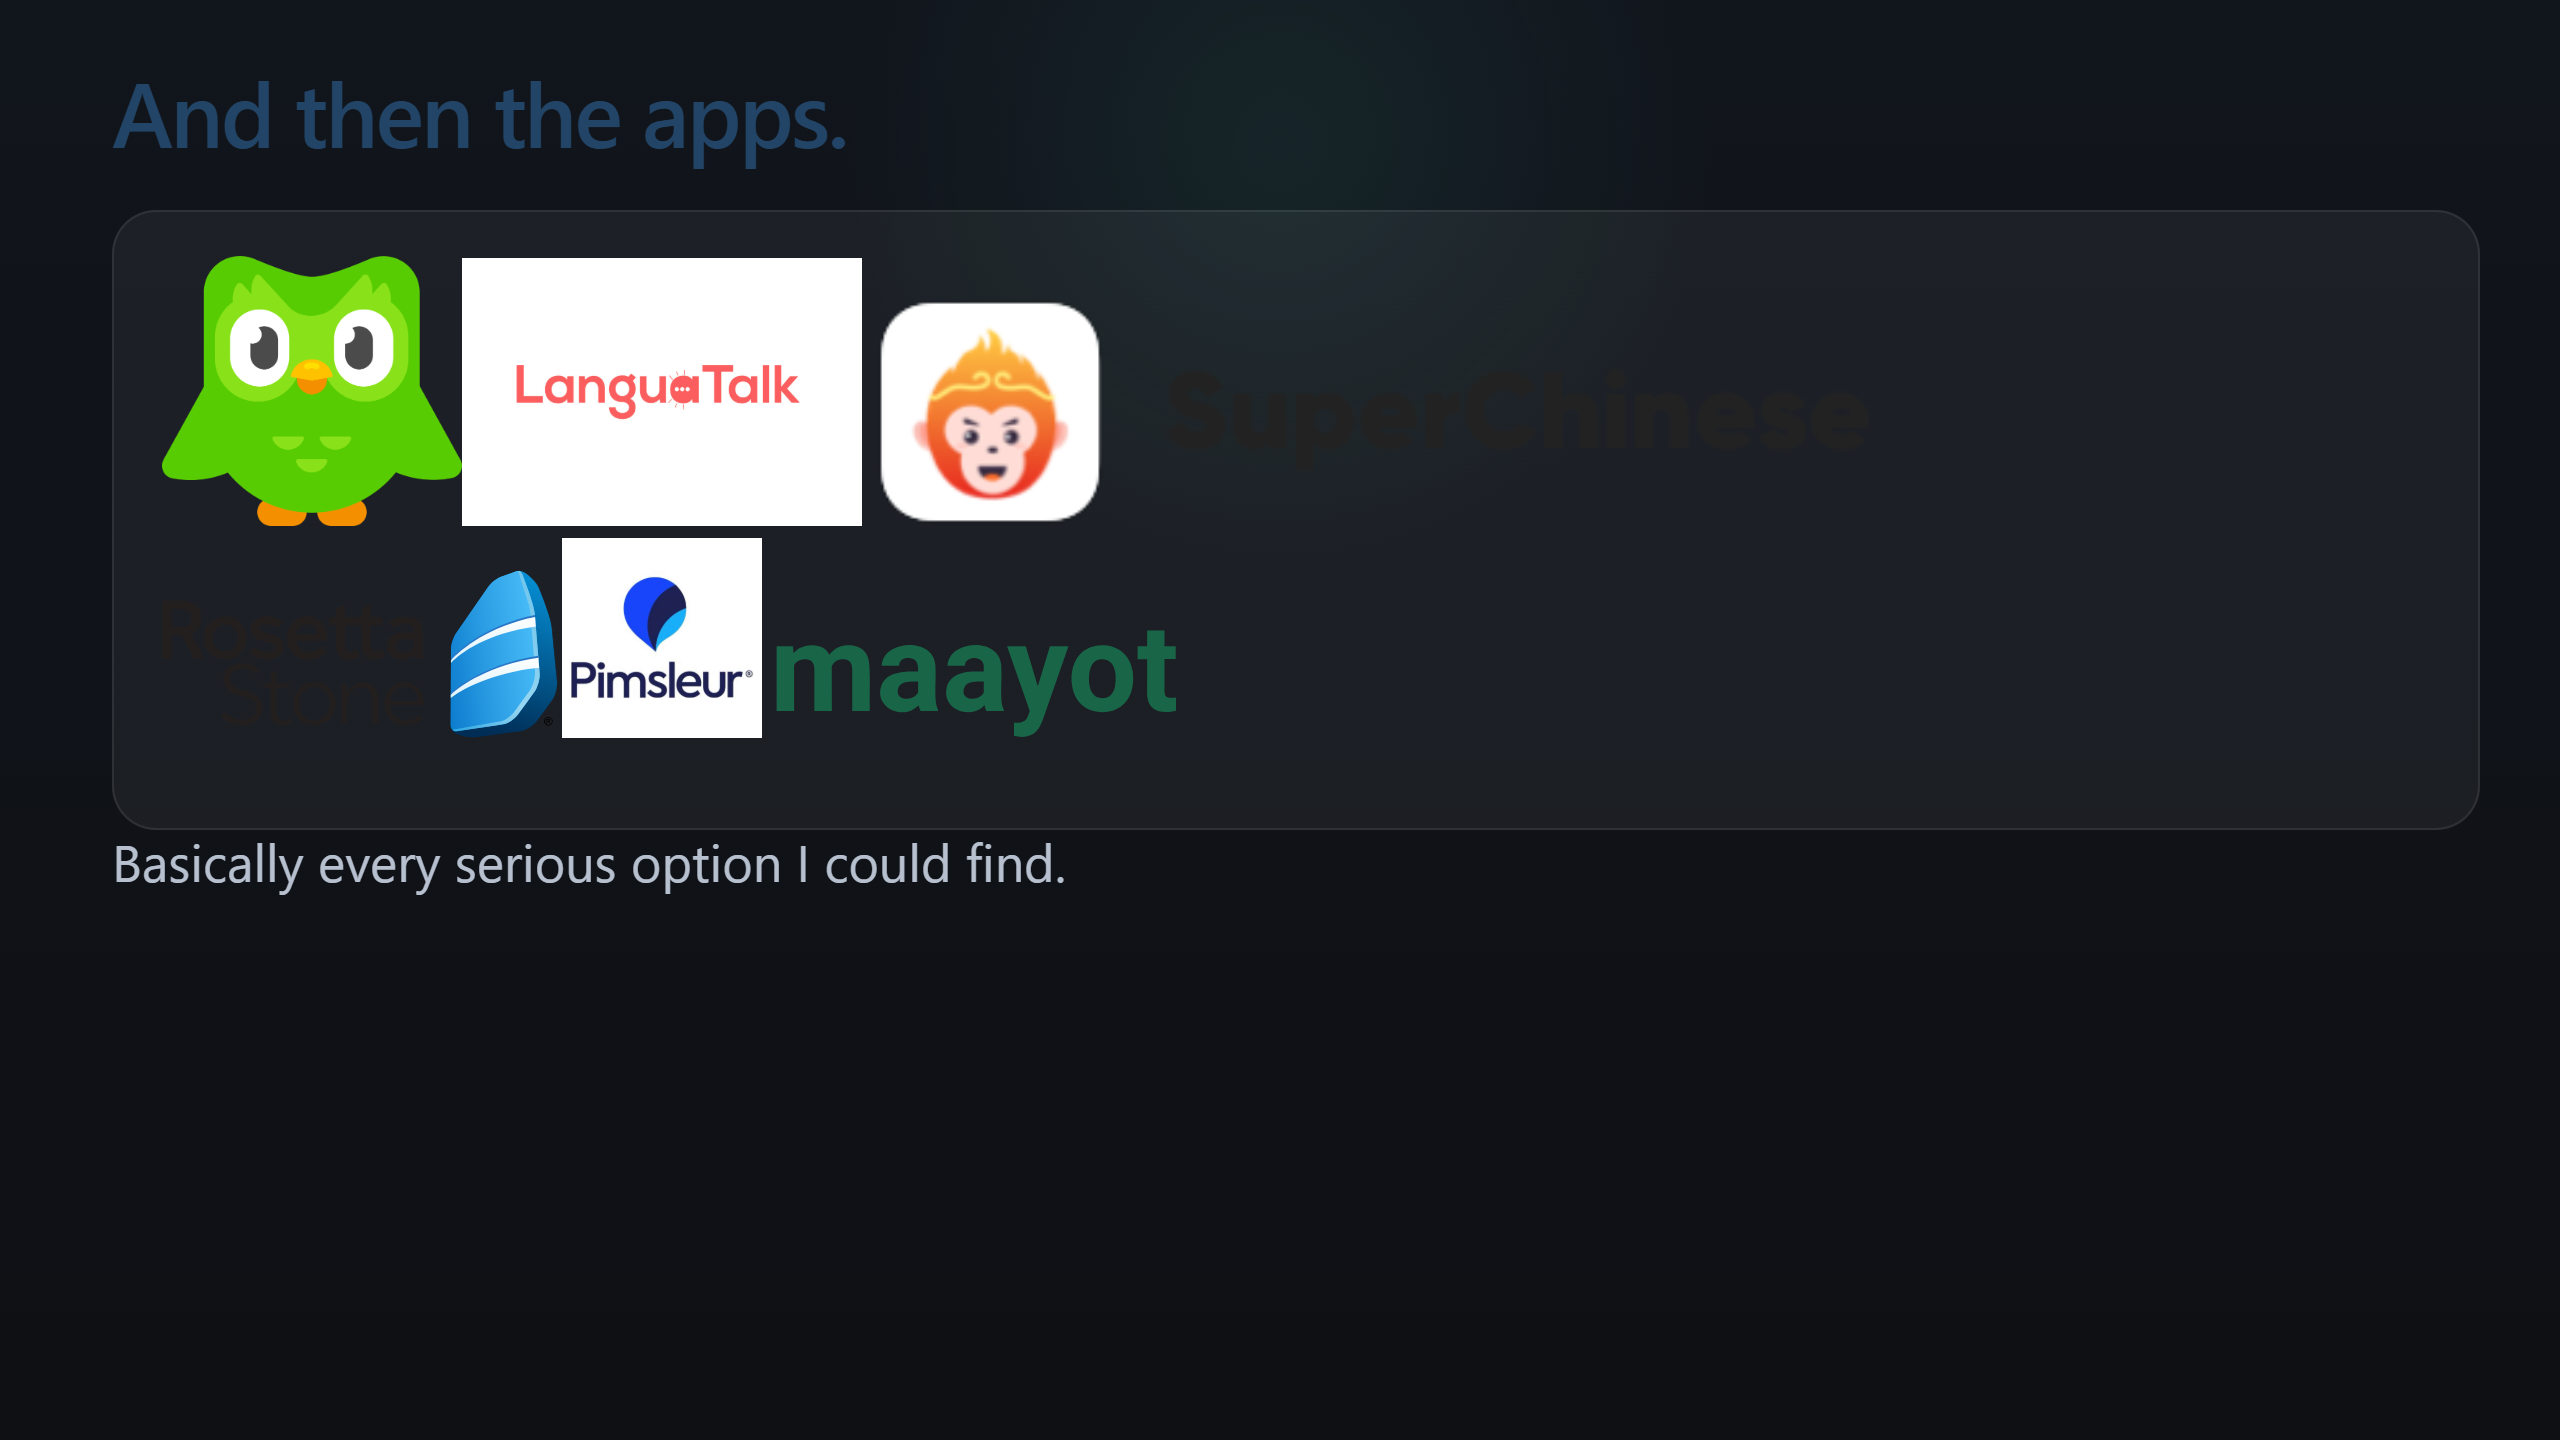 And then the apps.
LanguaTalk
SuperChinese
Rosetta
Stone
®
Pimsleur®
maayot
Basically every serious option I could find.